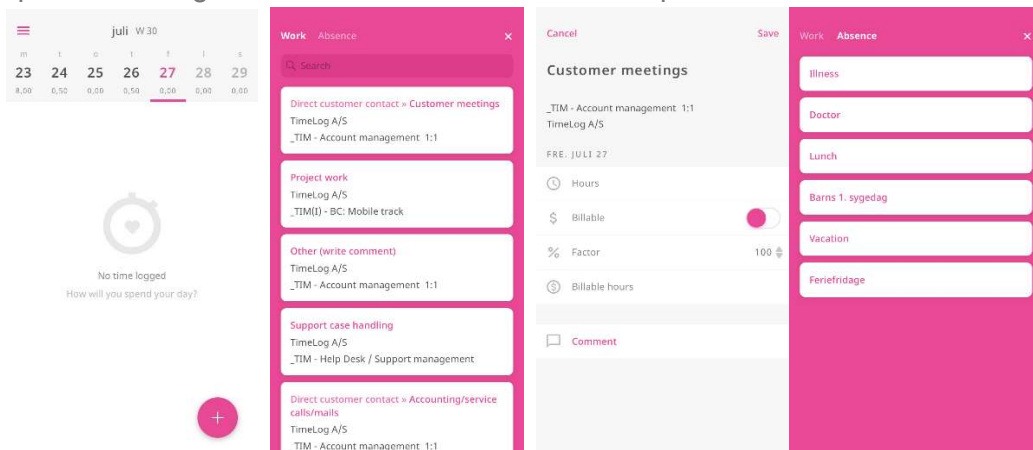 juli W 30
m t o t f l s
23 24 25 26 27 28 29
8,00 0,50 0,00 0,50 0,00 0,00 0,00
No time logged
How will you spend your day?
+
Work Absence ×
Search
Direct customer contact » Customer meetings
TimeLog A/S
_TIM - Account management 1:1
Project work
TimeLog A/S
_TIM(I) - BC: Mobile track
Other (write comment)
TimeLog A/S
_TIM - Account management 1:1
Support case handling
TimeLog A/S
_TIM - Help Desk / Support management
Direct customer contact » Accounting/service
calls/mails
TimeLog A/S
_TIM - Account management 1:1
Cancel Save
Customer meetings
_TIM - Account management 1:1
TimeLog A/S
FRE. JULI 27
Hours
$ Billable
% Factor 100
Billable hours
Comment
Work Absence ×
Illness
Doctor
Lunch
Barns 1. sygedag
Vacation
Feriefridage